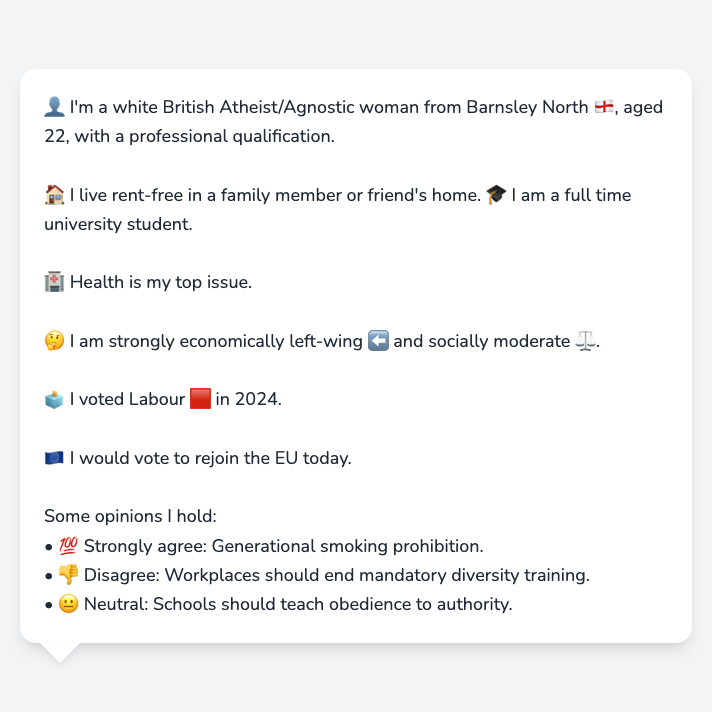 👤 I'm a white British Atheist/Agnostic woman from Barnsley North 🏴󠁧󠁢󠁥󠁮󠁧󠁿, aged
22, with a professional qualification.
🏠 I live rent-free in a family member or friend's home. 🎓 I am a full time
university student.
🏥 Health is my top issue.
🤔 I am strongly economically left-wing ⬅️ and socially moderate ⚖️.
🗳️ I voted Labour 🟥 in 2024.
🇪🇺 I would vote to rejoin the EU today.
Some opinions I hold:
• 💯 Strongly agree: Generational smoking prohibition.
• 👎 Disagree: Workplaces should end mandatory diversity training.
• 😐 Neutral: Schools should teach obedience to authority.